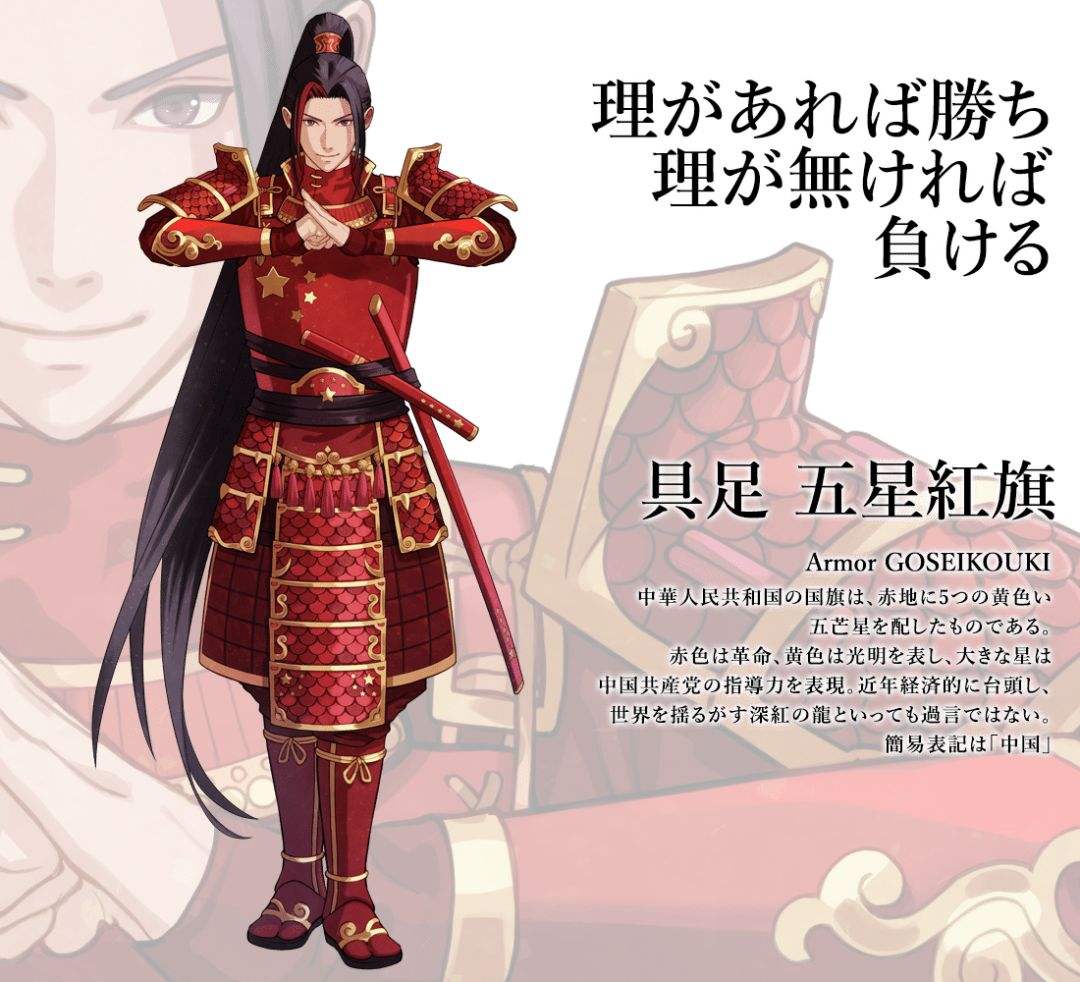 理があれば勝ち
理が無ければ
負ける
具足 五星紅旗
Armor GOSEIKOUKI
中華人民共和国の国旗は、赤地に5つの黄色い
五芒星を配したものである。
赤色は革命、黄色は光明を表し、大きな星は
中国共産党の指導力を表現。近年経済的に台頭し、
世界を揺るがす深紅の龍といっても過言ではない。
簡易表記は「中国」